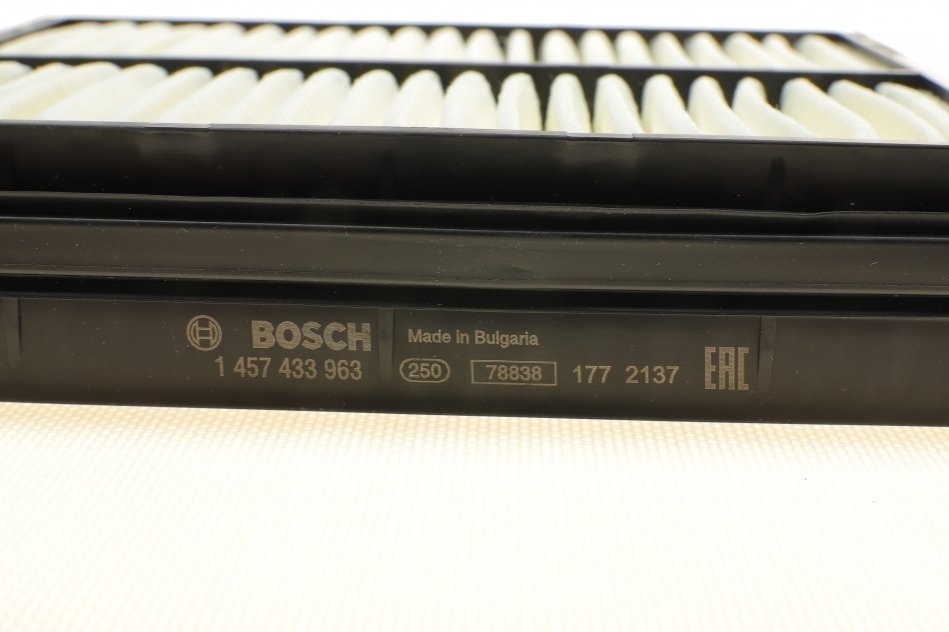 BOSCH Made in Bulgaria
1 457 433 963 250 78838 177 2137 EAC